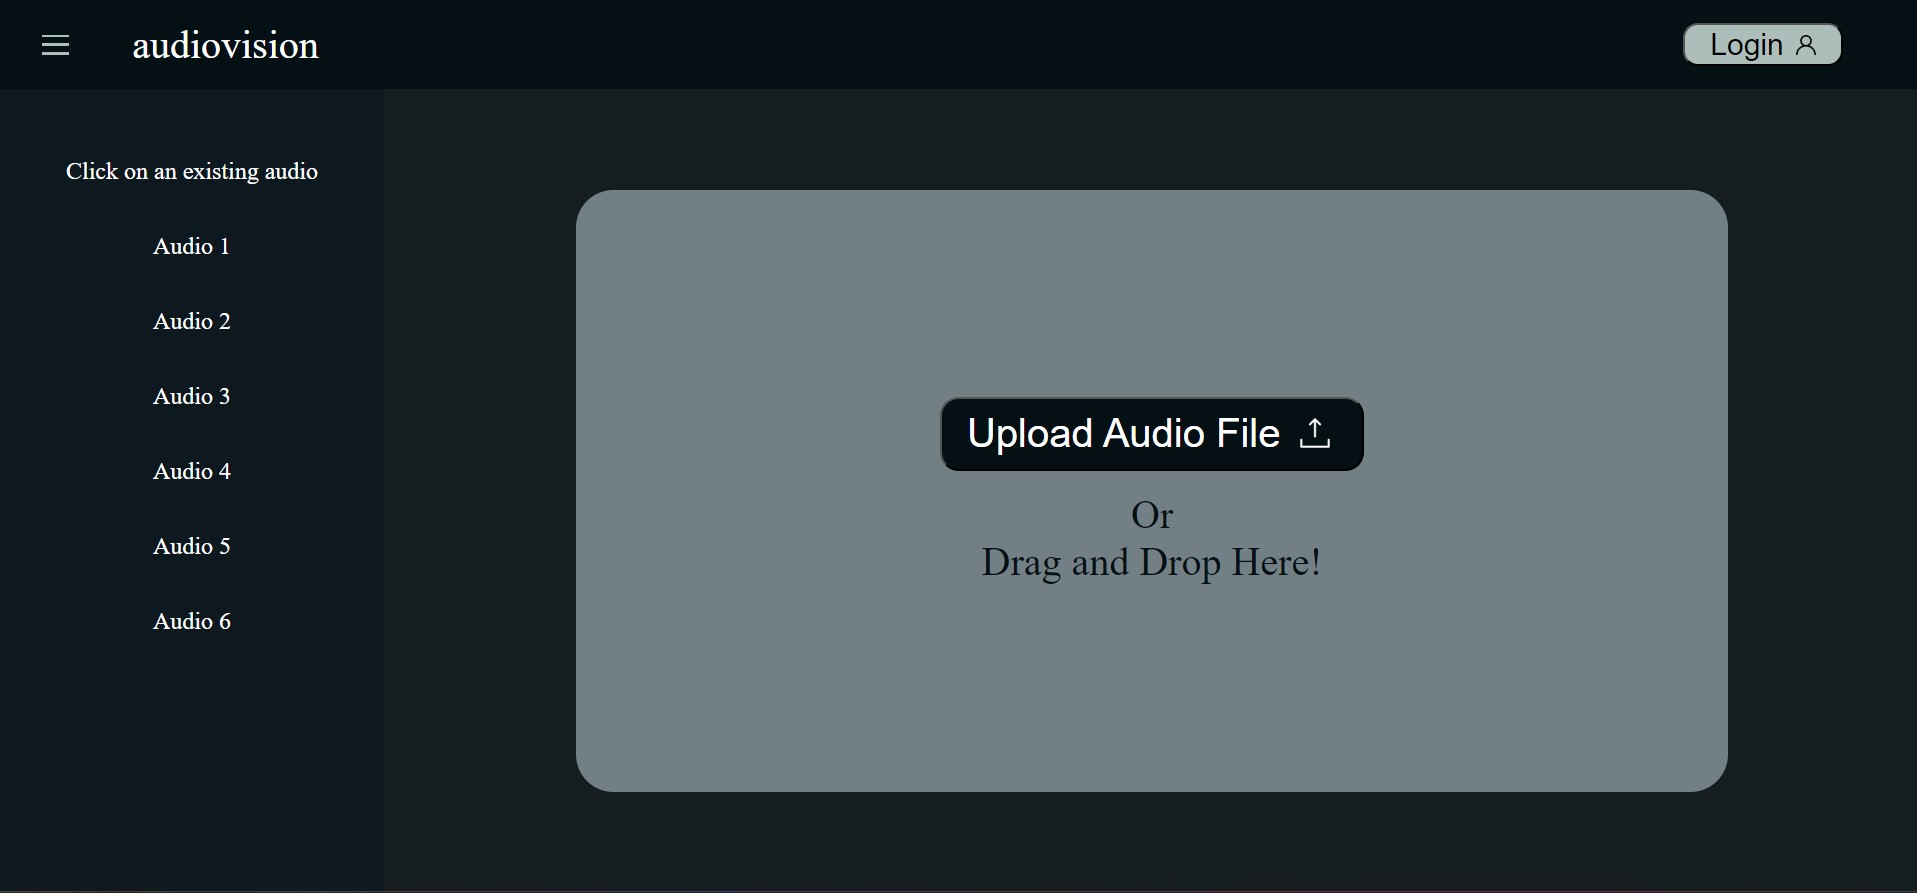 audiovision
Login
Click on an existing audio
Audio 1
Audio 2
Audio 3
Audio 4
Audio 5
Audio 6
Upload Audio File
Or
Drag and Drop Here!